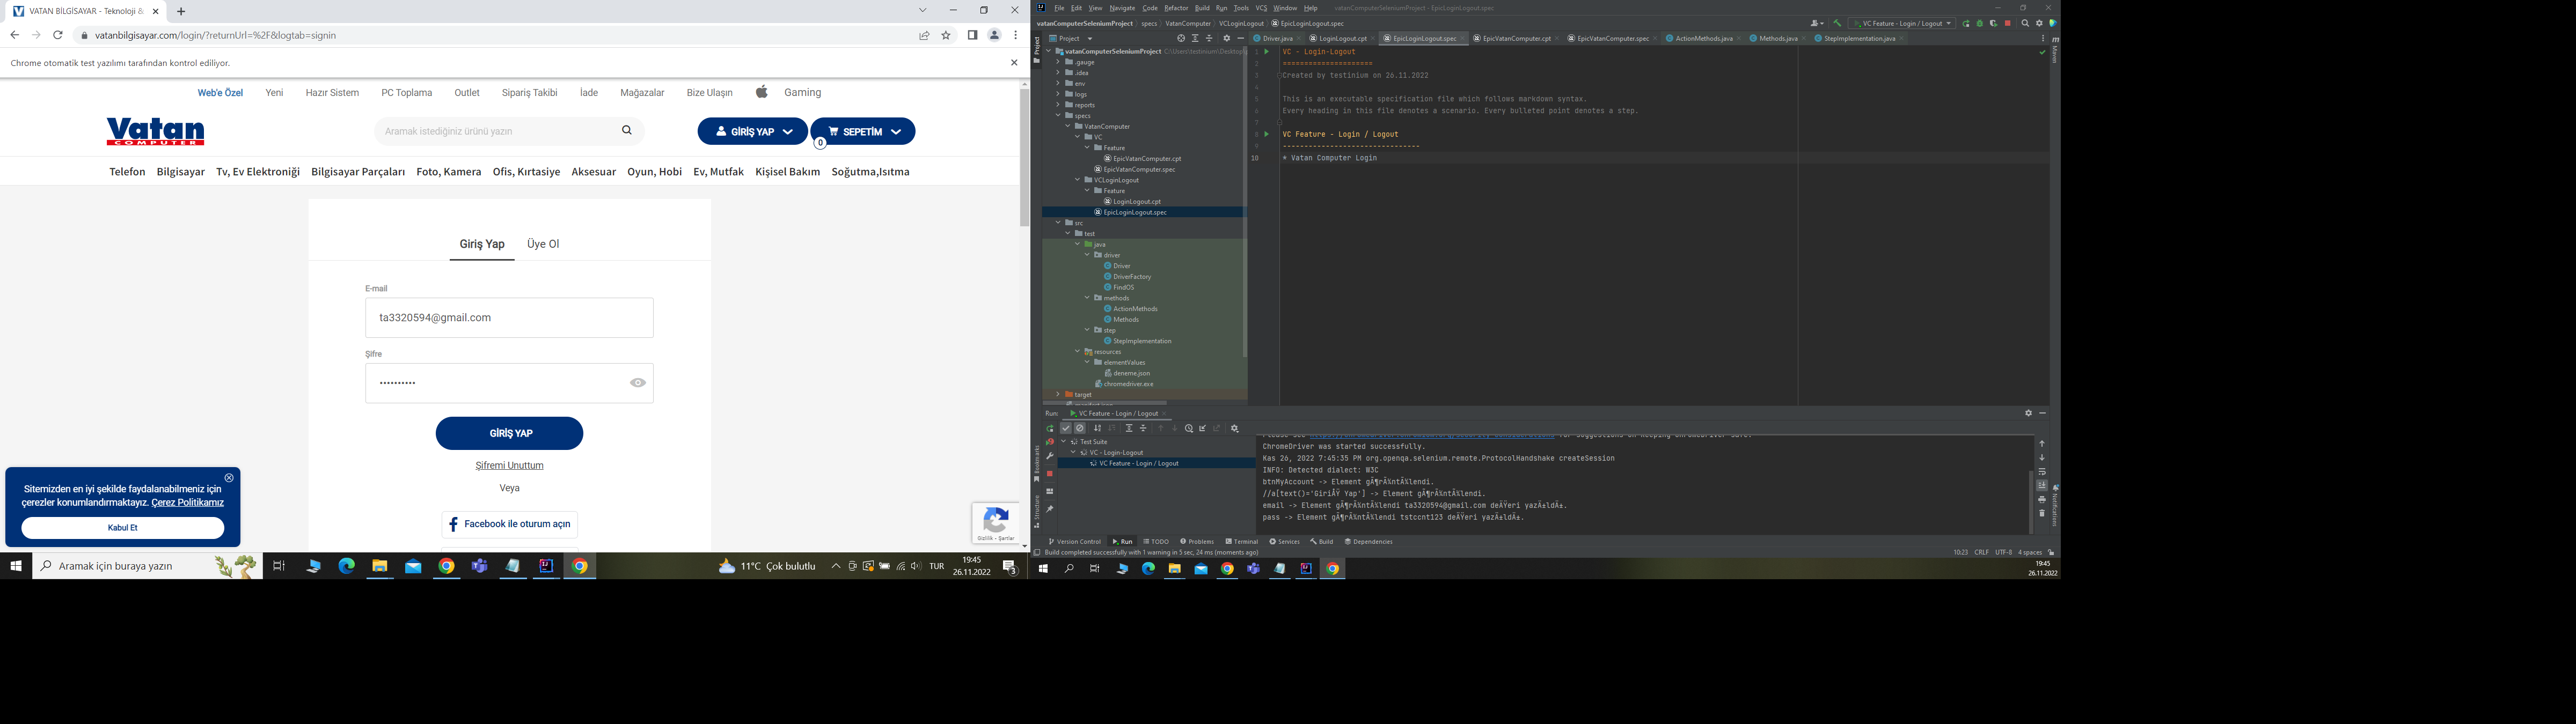 VATAN BİLGİSAYAR - Teknoloji &
vatanbilgisayar.com/login/?returnUrl=%2F&logtab=signin
Chrome otomatik test yazılımı tarafından kontrol ediliyor.
Web'e Özel Yeni Hazır Sistem PC Toplama Outlet Sipariş Takibi İade Mağazalar Bize Ulaşın Gaming
Vatan
COMPUTER
Aramak istediğiniz ürünü yazın
GİRİŞ YAP
SEPETİM
0
Telefon Bilgisayar Tv, Ev Elektroniği Bilgisayar Parçaları Foto, Kamera Ofis, Kırtasiye Aksesuar Oyun, Hobi Ev, Mutfak Kişisel Bakım Soğutma,Isıtma
Giriş Yap Üye Ol
E-mail
ta3320594@gmail.com
Şifre
••••••••••
GİRİŞ YAP
Şifremi Unuttum
Veya
Facebook ile oturum açın
Sitemizden en iyi şekilde faydalanabilmeniz için
çerezler konumlandırmaktayız. Çerez Politikamız
Kabul Et
Gizlilik - Şartlar
Aramak için buraya yazın
11°C Çok bulutlu
TUR
19:45
26.11.2022
3
File Edit View Navigate Code Refactor Build Run Tools VCS Window Help vatanComputerSeleniumProject - EpicLoginLogout.spec
vatanComputerSeleniumProject specs VatanComputer VCLoginLogout EpicLoginLogout.spec
VC Feature - Login / Logout
Project
Driver.java LoginLogout.cpt EpicLoginLogout.spec EpicVatanComputer.cpt EpicVatanComputer.spec ActionMethods.java Methods.java StepImplementation.java
Project
Maven
vatanComputerSeleniumProject C:\Users\testinium\Desktop
.gauge
.idea
env
logs
reports
specs
VatanComputer
VC
Feature
EpicVatanComputer.cpt
EpicVatanComputer.spec
VCLoginLogout
Feature
LoginLogout.cpt
EpicLoginLogout.spec
src
test
java
driver
Driver
DriverFactory
FindOS
methods
ActionMethods
Methods
step
StepImplementation
resources
elementValues
deneme.json
chromedriver.exe
target
1 VC - Login-Logout
2 =====================
3 Created by testinium on 26.11.2022
4
5 This is an executable specification file which follows markdown syntax.
6 Every heading in this file denotes a scenario. Every bulleted point denotes a step.
7
8 VC Feature - Login / Logout
9 --------------------------------
10 * Vatan Computer Login
Run: VC Feature - Login / Logout
Test Suite
VC - Login-Logout
VC Feature - Login / Logout
ChromeDriver was started successfully.
Kas 26, 2022 7:45:35 PM org.openqa.selenium.remote.ProtocolHandshake createSession
INFO: Detected dialect: W3C
btnMyAccount -> Element gÃ¶rÃ¼ntÃ¼lendi.
//a[text()='GiriÅŸ Yap'] -> Element gÃ¶rÃ¼ntÃ¼lendi.
email -> Element gÃ¶rÃ¼ntÃ¼lendi ta3320594@gmail.com deÄŸeri yazÄ±ldÄ±.
pass -> Element gÃ¶rÃ¼ntÃ¼lendi tstccnt123 deÄŸeri yazÄ±ldÄ±.
Bookmarks
Structure
Notifications
Version Control Run TODO Problems Terminal Services Build Dependencies
Build completed successfully with 1 warning in 5 sec, 24 ms (moments ago)
10:23 CRLF UTF-8 4 spaces
19:45
26.11.2022